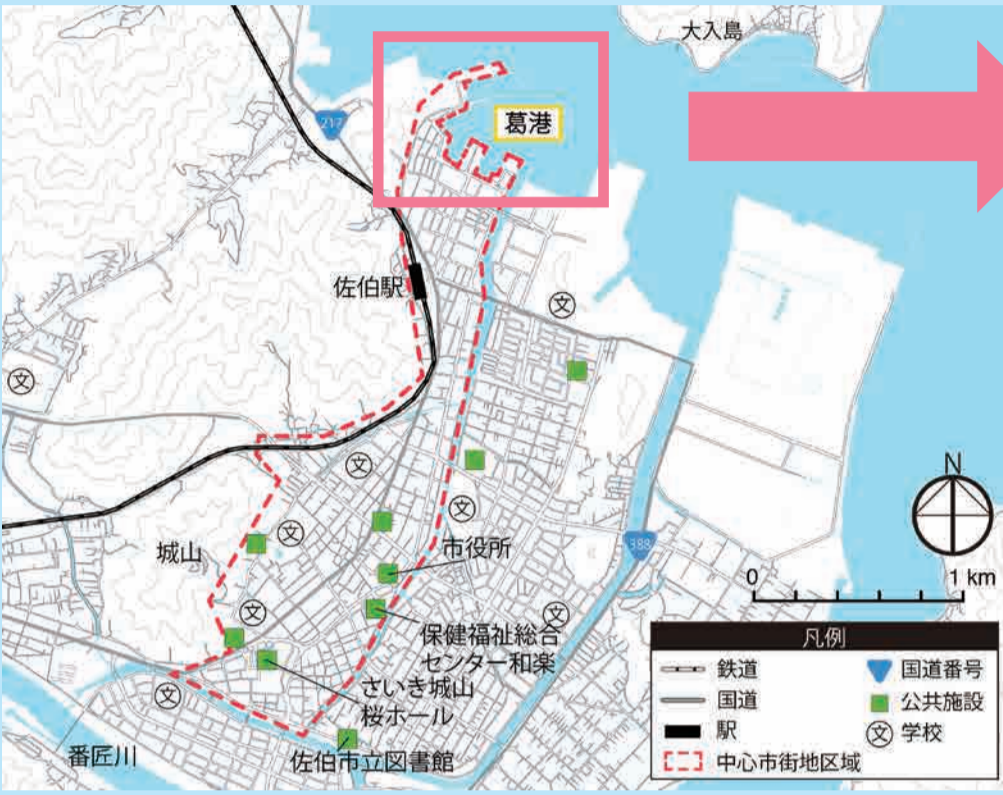 大入島
217
葛港
佐伯駅
文
文
文
文
文
N
城山
市役所
388
0 1 km
文
文
保健福祉総合
センター和楽
さいき城山
桜ホール
文
番匠川
佐伯市立図書館
凡例
鉄道
国道番号
国道
公共施設
駅
文 学校
中心市街地区域